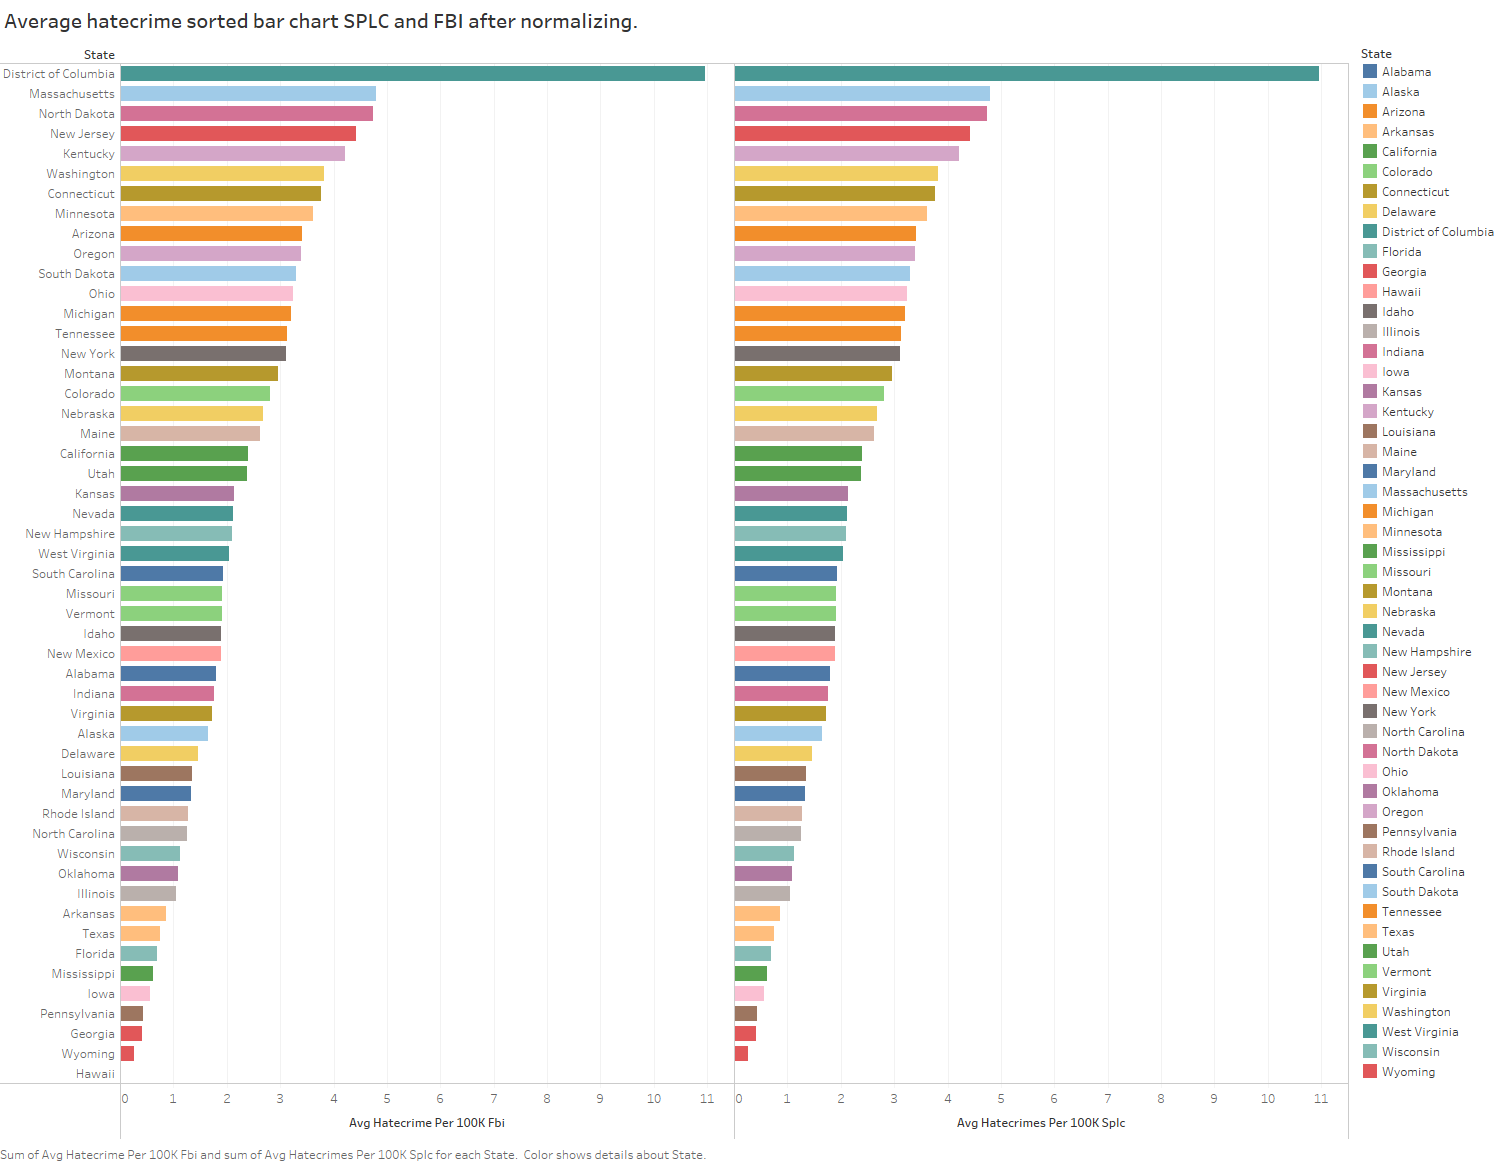 Average hatecrime sorted bar chart SPLC and FBI after normalizing.
State
District of Columbia
Massachusetts
North Dakota
New Jersey
Kentucky
Washington
Connecticut
Minnesota
Arizona
Oregon
South Dakota
Ohio
Michigan
Tennessee
New York
Montana
Colorado
Nebraska
Maine
California
Utah
Kansas
Nevada
New Hampshire
West Virginia
South Carolina
Missouri
Vermont
Idaho
New Mexico
Alabama
Indiana
Virginia
Alaska
Delaware
Louisiana
Maryland
Rhode Island
North Carolina
Wisconsin
Oklahoma
Illinois
Arkansas
Texas
Florida
Mississippi
Iowa
Pennsylvania
Georgia
Wyoming
Hawaii
0 1 2 3 4 5 6 7 8 9 10 11
Avg Hatecrime Per 100K Fbi
0 1 2 3 4 5 6 7 8 9 10 11
Avg Hatecrimes Per 100K Splc
State
Alabama
Alaska
Arizona
Arkansas
California
Colorado
Connecticut
Delaware
District of Columbia
Florida
Georgia
Hawaii
Idaho
Illinois
Indiana
Iowa
Kansas
Kentucky
Louisiana
Maine
Maryland
Massachusetts
Michigan
Minnesota
Mississippi
Missouri
Montana
Nebraska
Nevada
New Hampshire
New Jersey
New Mexico
New York
North Carolina
North Dakota
Ohio
Oklahoma
Oregon
Pennsylvania
Rhode Island
South Carolina
South Dakota
Tennessee
Texas
Utah
Vermont
Virginia
Washington
West Virginia
Wisconsin
Wyoming
Sum of Avg Hatecrime Per 100K Fbi and sum of Avg Hatecrimes Per 100K Splc for each State. Color shows details about State.